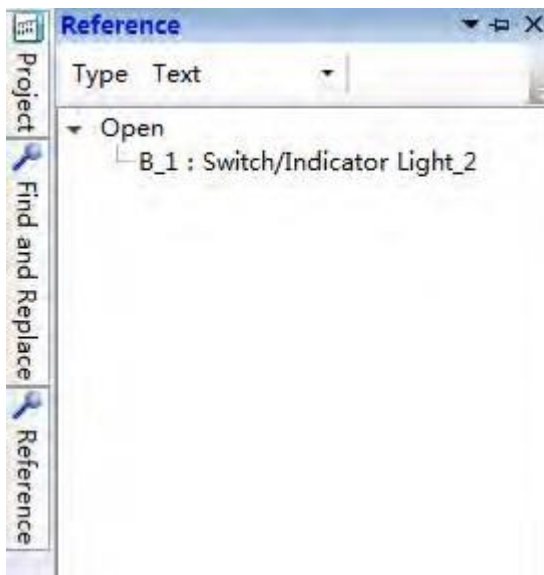 Reference
Type Text
Open
B_1 : Switch/Indicator Light_2
Project
Find and Replace
Reference